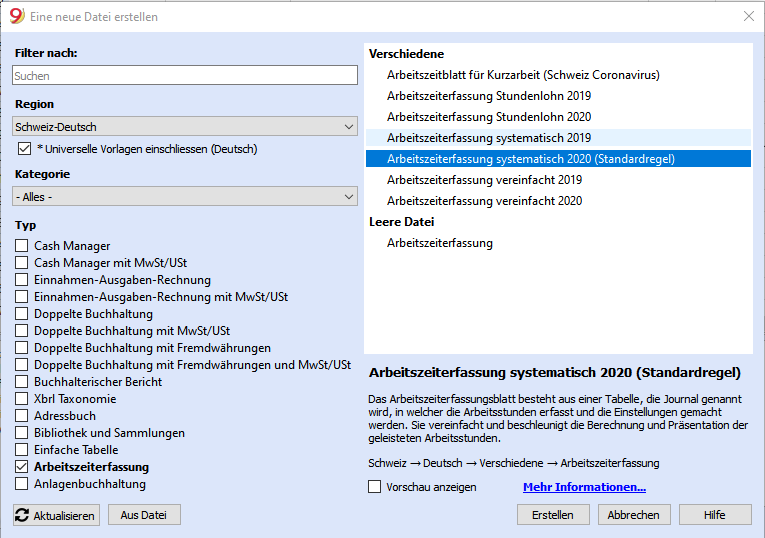 Eine neue Datei erstellen
Filter nach:
Suchen
Region
Schweiz-Deutsch
* Universelle Vorlagen einschliessen (Deutsch)
Kategorie
- Alles -
Typ
Cash Manager
Cash Manager mit MwSt/USt
Einnahmen-Ausgaben-Rechnung
Einnahmen-Ausgaben-Rechnung mit MwSt/USt
Doppelte Buchhaltung
Doppelte Buchhaltung mit MwSt/USt
Doppelte Buchhaltung mit Fremdwährungen
Doppelte Buchhaltung mit Fremdwährungen und MwSt/USt
Buchhalterischer Bericht
Xbrl Taxonomie
Adressbuch
Bibliothek und Sammlungen
Einfache Tabelle
Arbeitszeiterfassung
Anlagenbuchhaltung
Aktualisieren
Aus Datei
Verschiedene
Arbeitszeitblatt für Kurzarbeit (Schweiz Coronavirus)
Arbeitszeiterfassung Stundenlohn 2019
Arbeitszeiterfassung Stundenlohn 2020
Arbeitszeiterfassung systematisch 2019
Arbeitszeiterfassung systematisch 2020 (Standardregel)
Arbeitszeiterfassung vereinfacht 2019
Arbeitszeiterfassung vereinfacht 2020
Leere Datei
Arbeitszeiterfassung
Arbeitszeiterfassung systematisch 2020 (Standardregel)
Das Arbeitszeiterfassungsblatt besteht aus einer Tabelle, die Journal genannt
wird, in welcher die Arbeitsstunden erfasst und die Einstellungen gemacht
werden. Sie vereinfacht und beschleunigt die Berechnung und Präsentation der
geleisteten Arbeitsstunden.
Schweiz → Deutsch → Verschiedene → Arbeitszeiterfassung
Vorschau anzeigen
Mehr Informationen...
Erstellen
Abbrechen
Hilfe